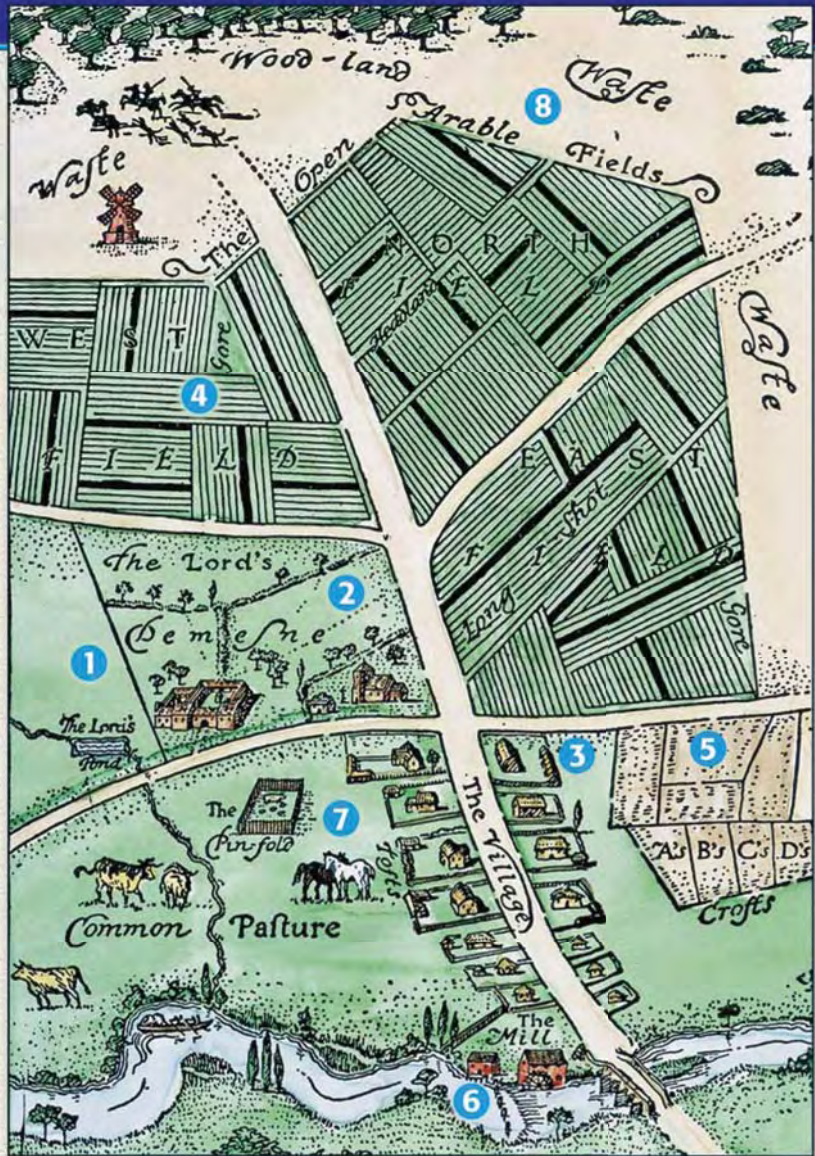 Wood-land
Waſte
8
Waſte
The Open Arable Fields
NORTH
FIELD
Headland
Waſte
WEST
Gore
4
FIELD
EAST
FIELD
Long Shot
Gore
The Lord's
Demesne
2
1
The Lord's
Pond
3
5
The
Pin-fold
7
Tofts
The Village
A's B's C's D's
Crofts
Common Paſture
The
Mill
6